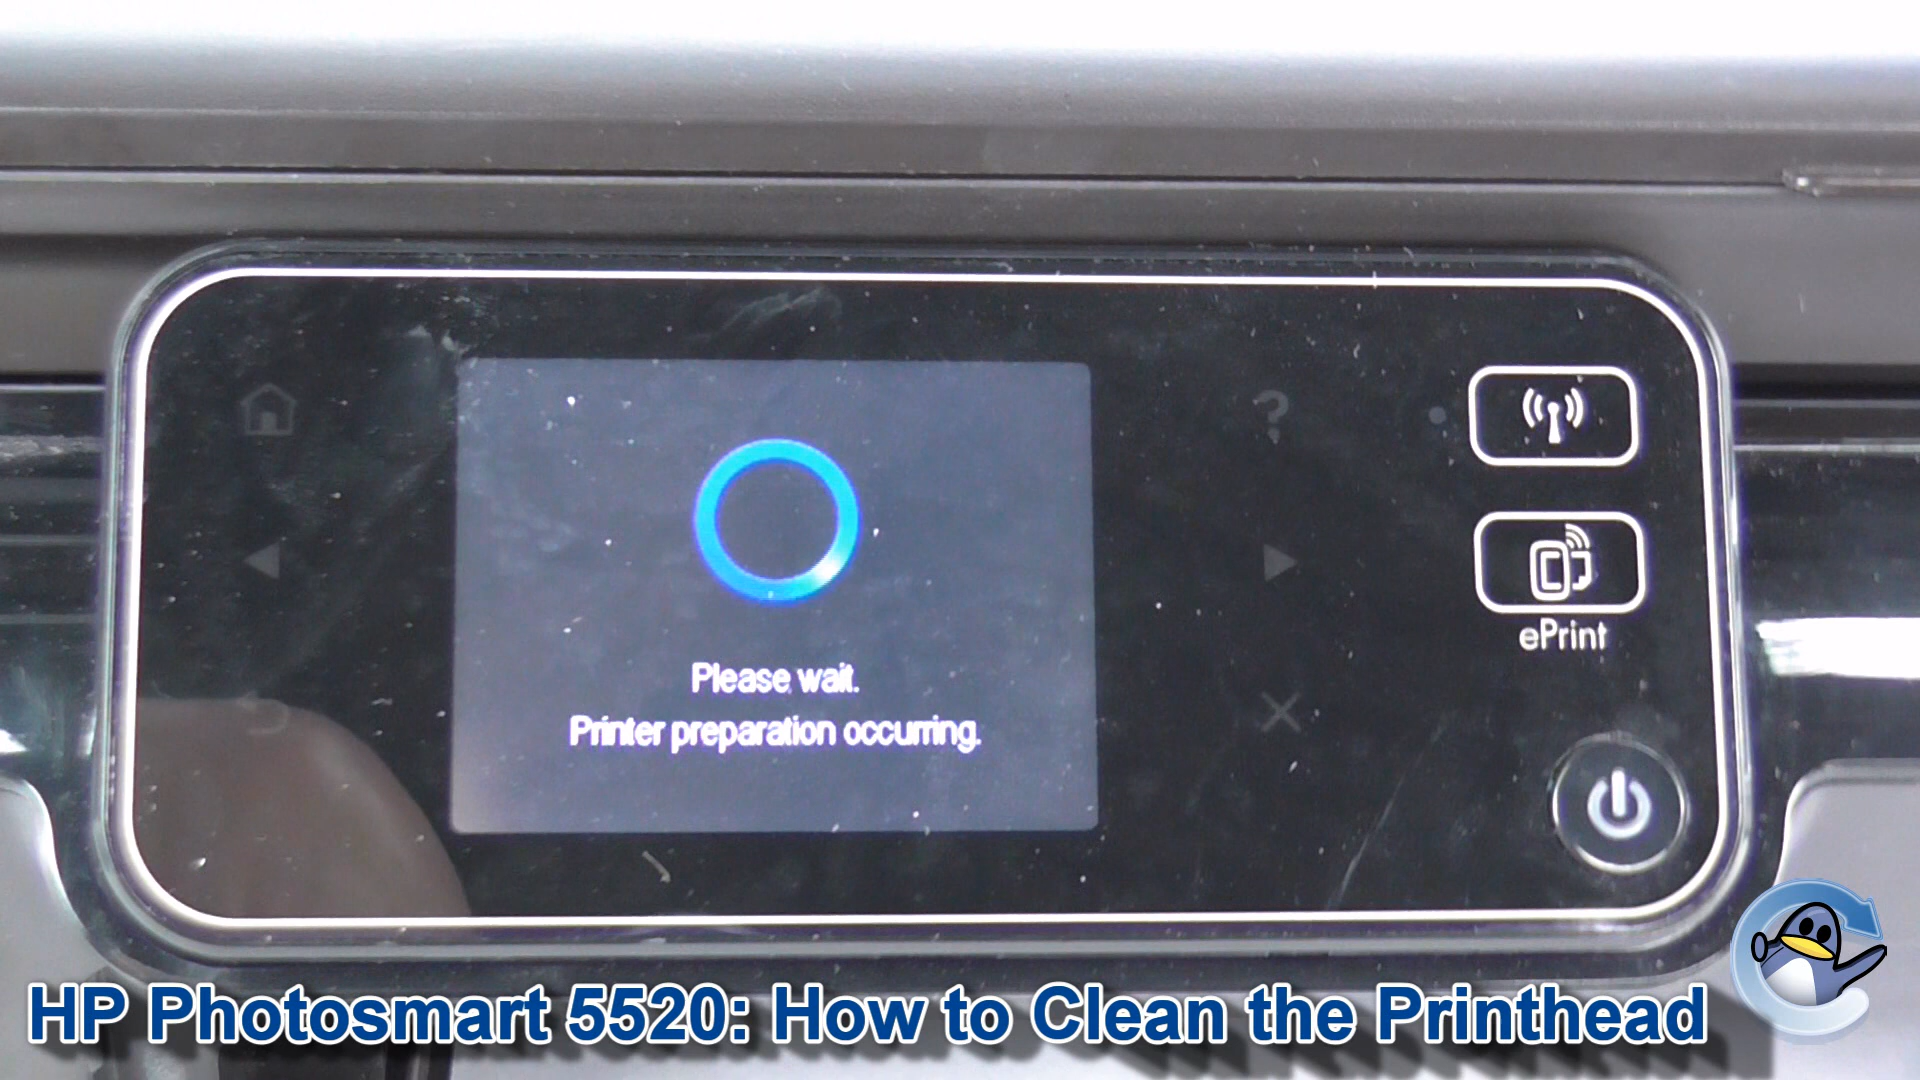 Please wait.
Printer preparation occurring.
ePrint
HP Photosmart 5520: How to Clean the Printhead